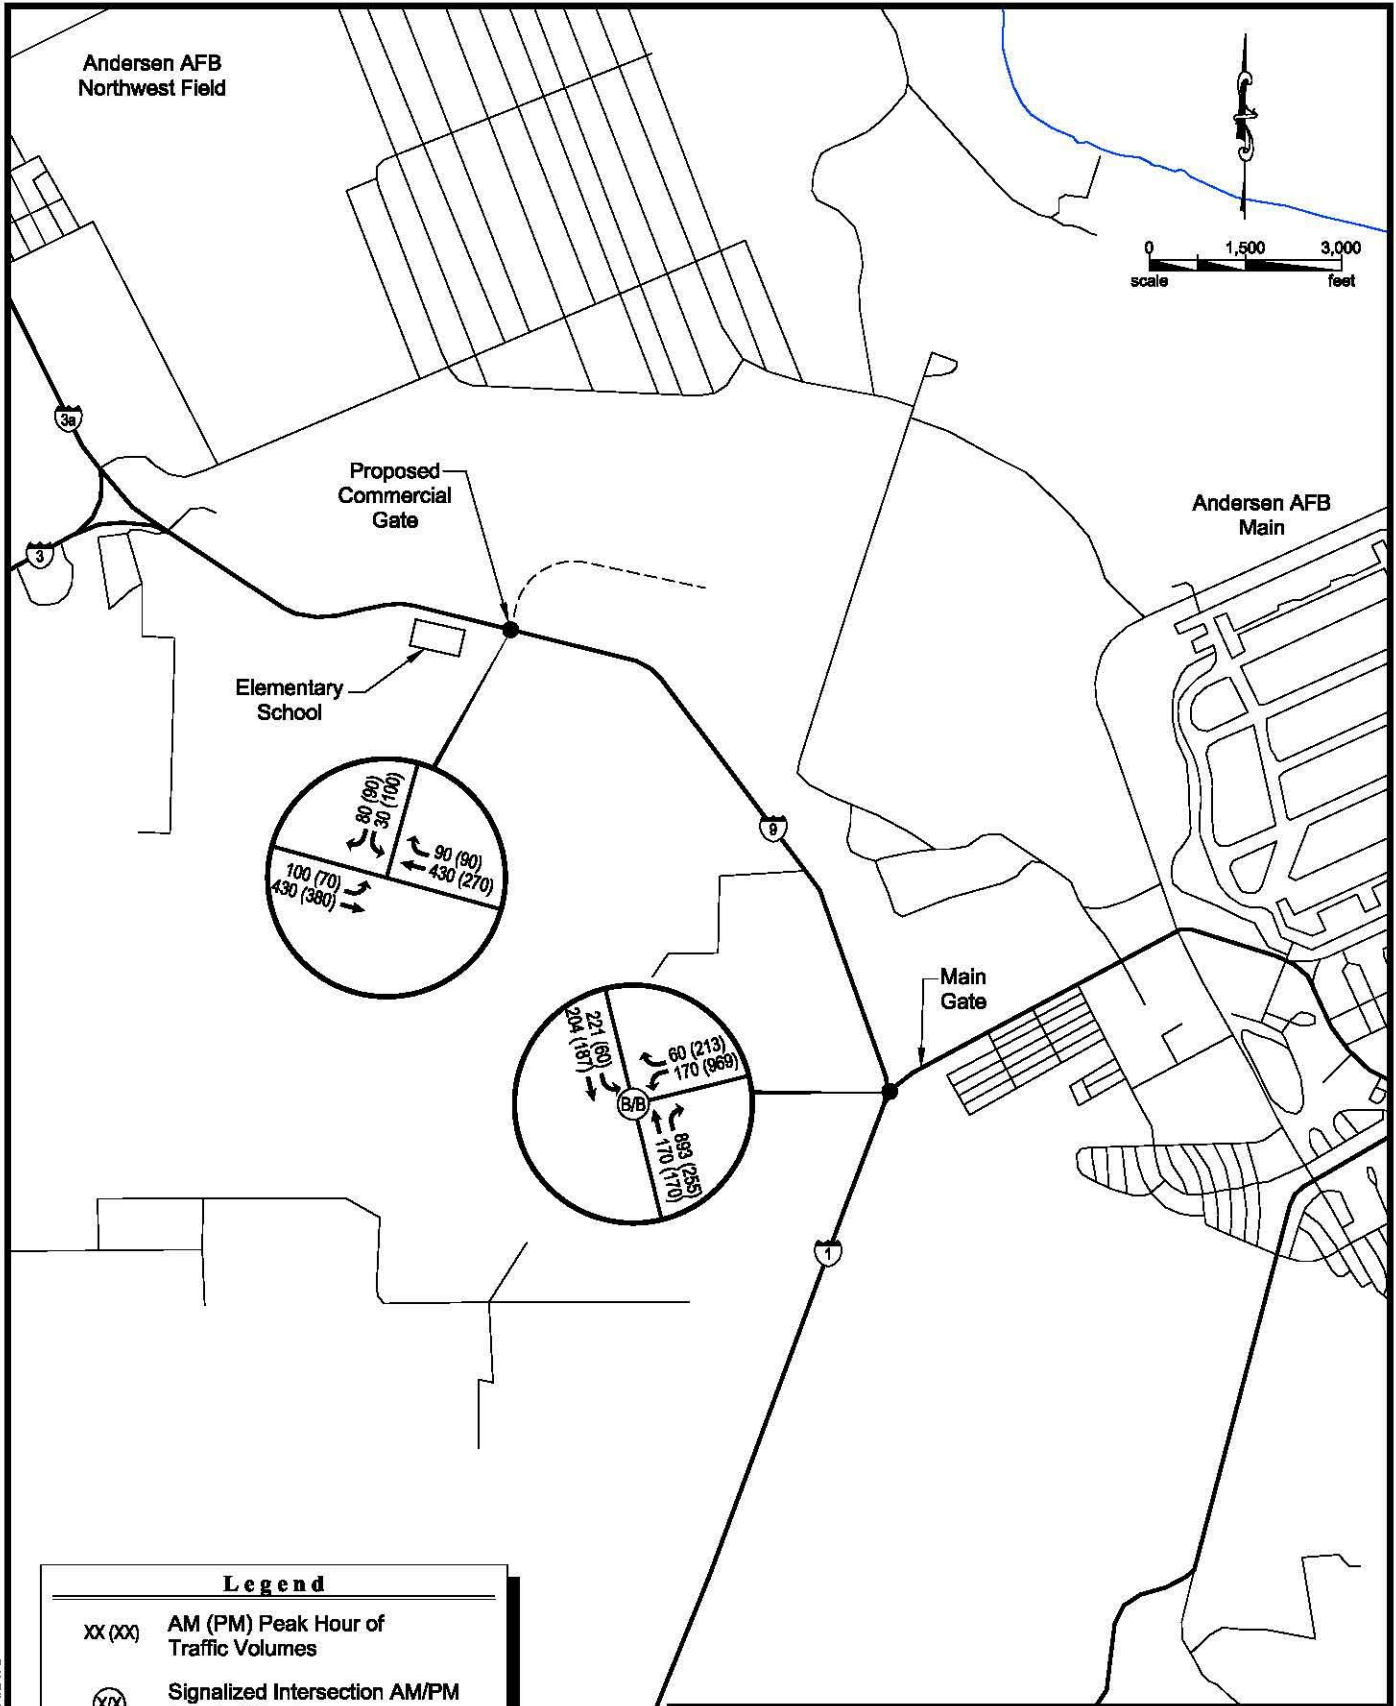 Andersen AFB
Northwest Field
0 1,500 3,000
scale feet
3a
Proposed
Commercial
Gate
Andersen AFB
Main
3
Elementary
School
80 (90)
30 (100)
90 (90)
430 (270)
100 (70)
430 (380)
9
Main
Gate
221 (60)
204 (187)
60 (213)
170 (969)
B/B
893 (255)
170 (170)
1
Legend
XX (XX) AM (PM) Peak Hour of
Traffic Volumes
Signalized Intersection AM/PM